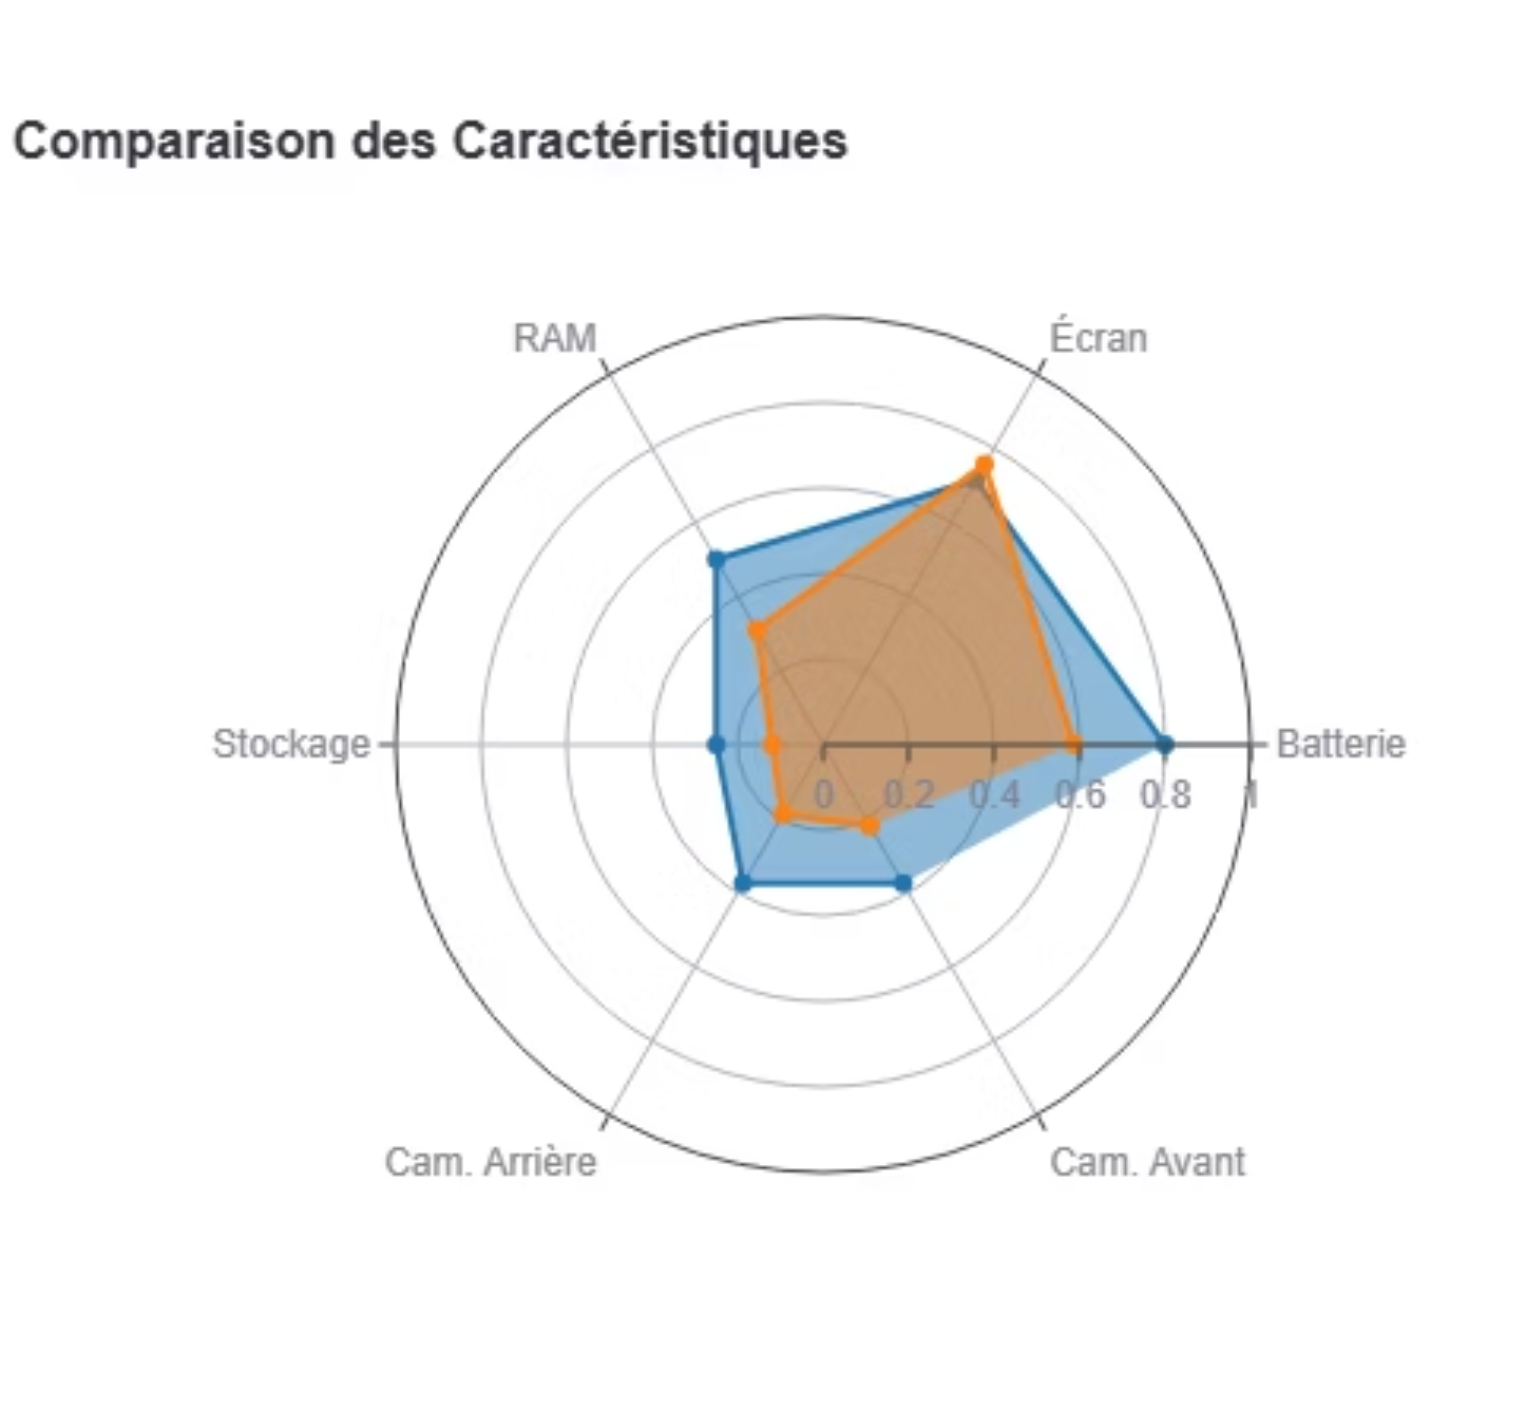 Comparaison des Caractéristiques
RAM
Écran
Stockage
Batterie
0 0.2 0.4 0.6 0.8 1
Cam. Arrière
Cam. Avant